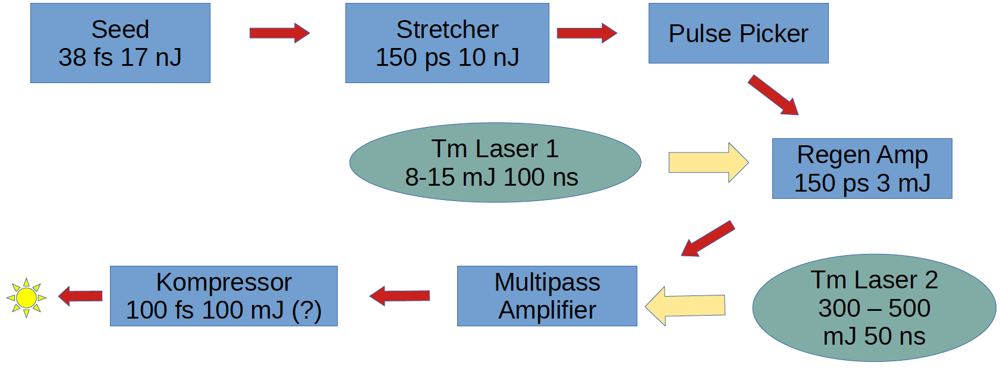 Seed
38 fs 17 nJ
Stretcher
150 ps 10 nJ
Pulse Picker
Tm Laser 1
8-15 mJ 100 ns
Regen Amp
150 ps 3 mJ
Kompressor
100 fs 100 mJ (?)
Multipass
Amplifier
Tm Laser 2
300 – 500
mJ 50 ns